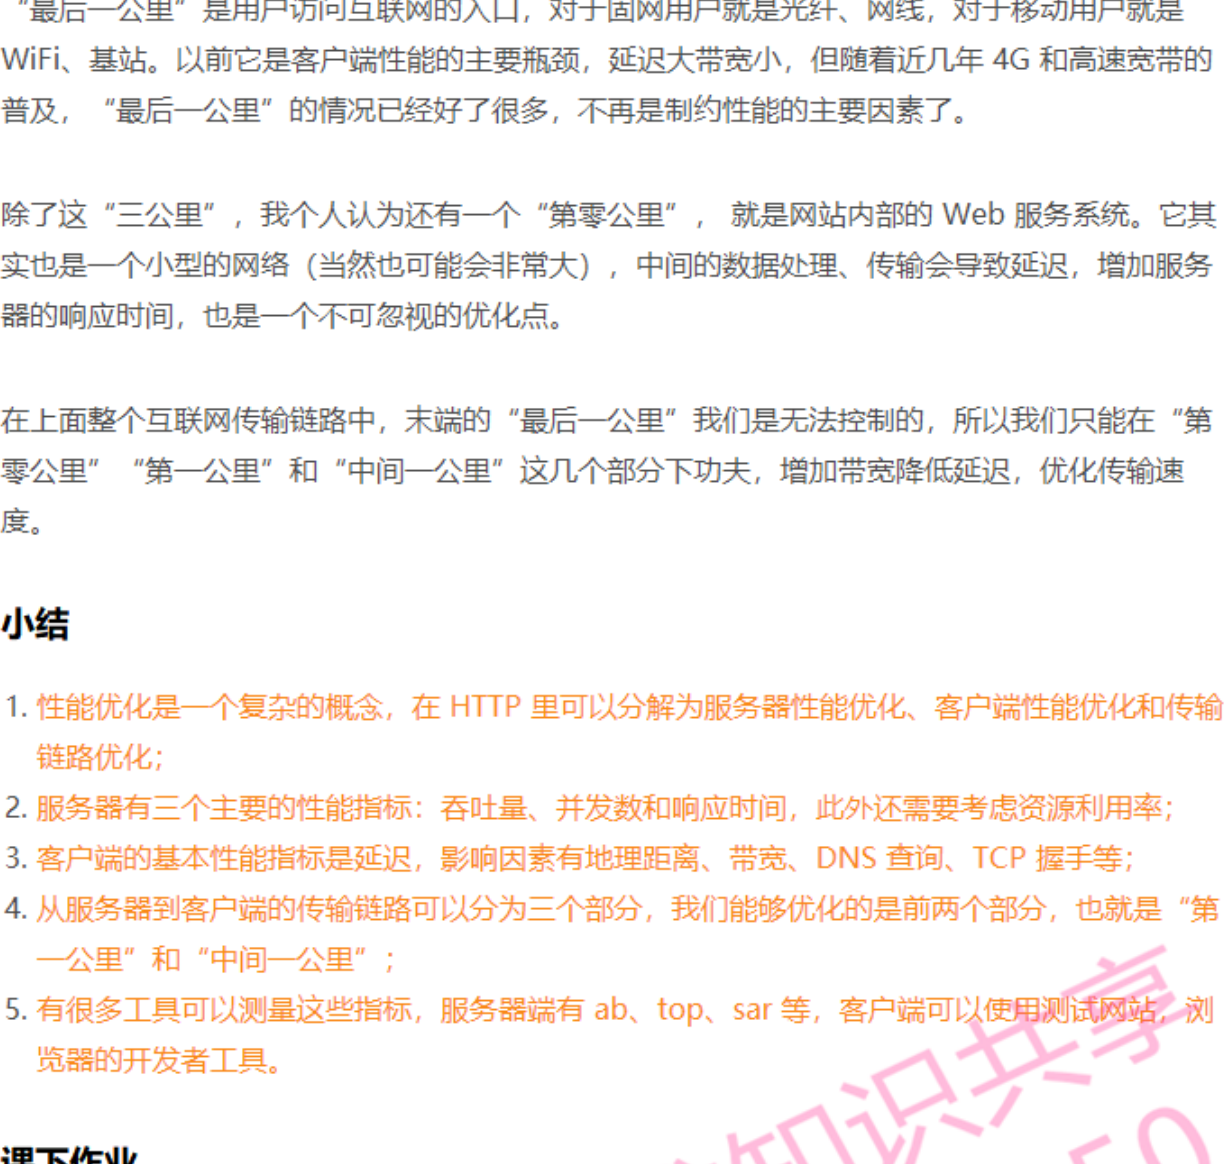 “最后一公里”是用户访问互联网的入口，对于固网用户就是光纤、网线，对于移动用户就是
WiFi、基站。以前它是客户端性能的主要瓶颈，延迟大带宽小，但随着近几年 4G 和高速宽带的
普及，“最后一公里”的情况已经好了很多，不再是制约性能的主要因素了。
除了这“三公里”，我个人认为还有一个“第零公里”， 就是网站内部的 Web 服务系统。它其
实也是一个小型的网络（当然也可能会非常大），中间的数据处理、传输会导致延迟，增加服务
器的响应时间，也是一个不可忽视的优化点。
在上面整个互联网传输链路中，末端的“最后一公里”我们是无法控制的，所以我们只能在“第
零公里”“第一公里”和“中间一公里”这几个部分下功夫，增加带宽降低延迟，优化传输速
度。
小结
1. 性能优化是一个复杂的概念，在 HTTP 里可以分解为服务器性能优化、客户端性能优化和传输
链路优化；
2. 服务器有三个主要的性能指标：吞吐量、并发数和响应时间，此外还需要考虑资源利用率；
3. 客户端的基本性能指标是延迟，影响因素有地理距离、带宽、DNS 查询、TCP 握手等；
4. 从服务器到客户端的传输链路可以分为三个部分，我们能够优化的是前两个部分，也就是“第
一公里”和“中间一公里”；
5. 有很多工具可以测量这些指标，服务器端有 ab、top、sar 等，客户端可以使用测试网站，浏
览器的开发者工具。
知识共享
50
课下作业